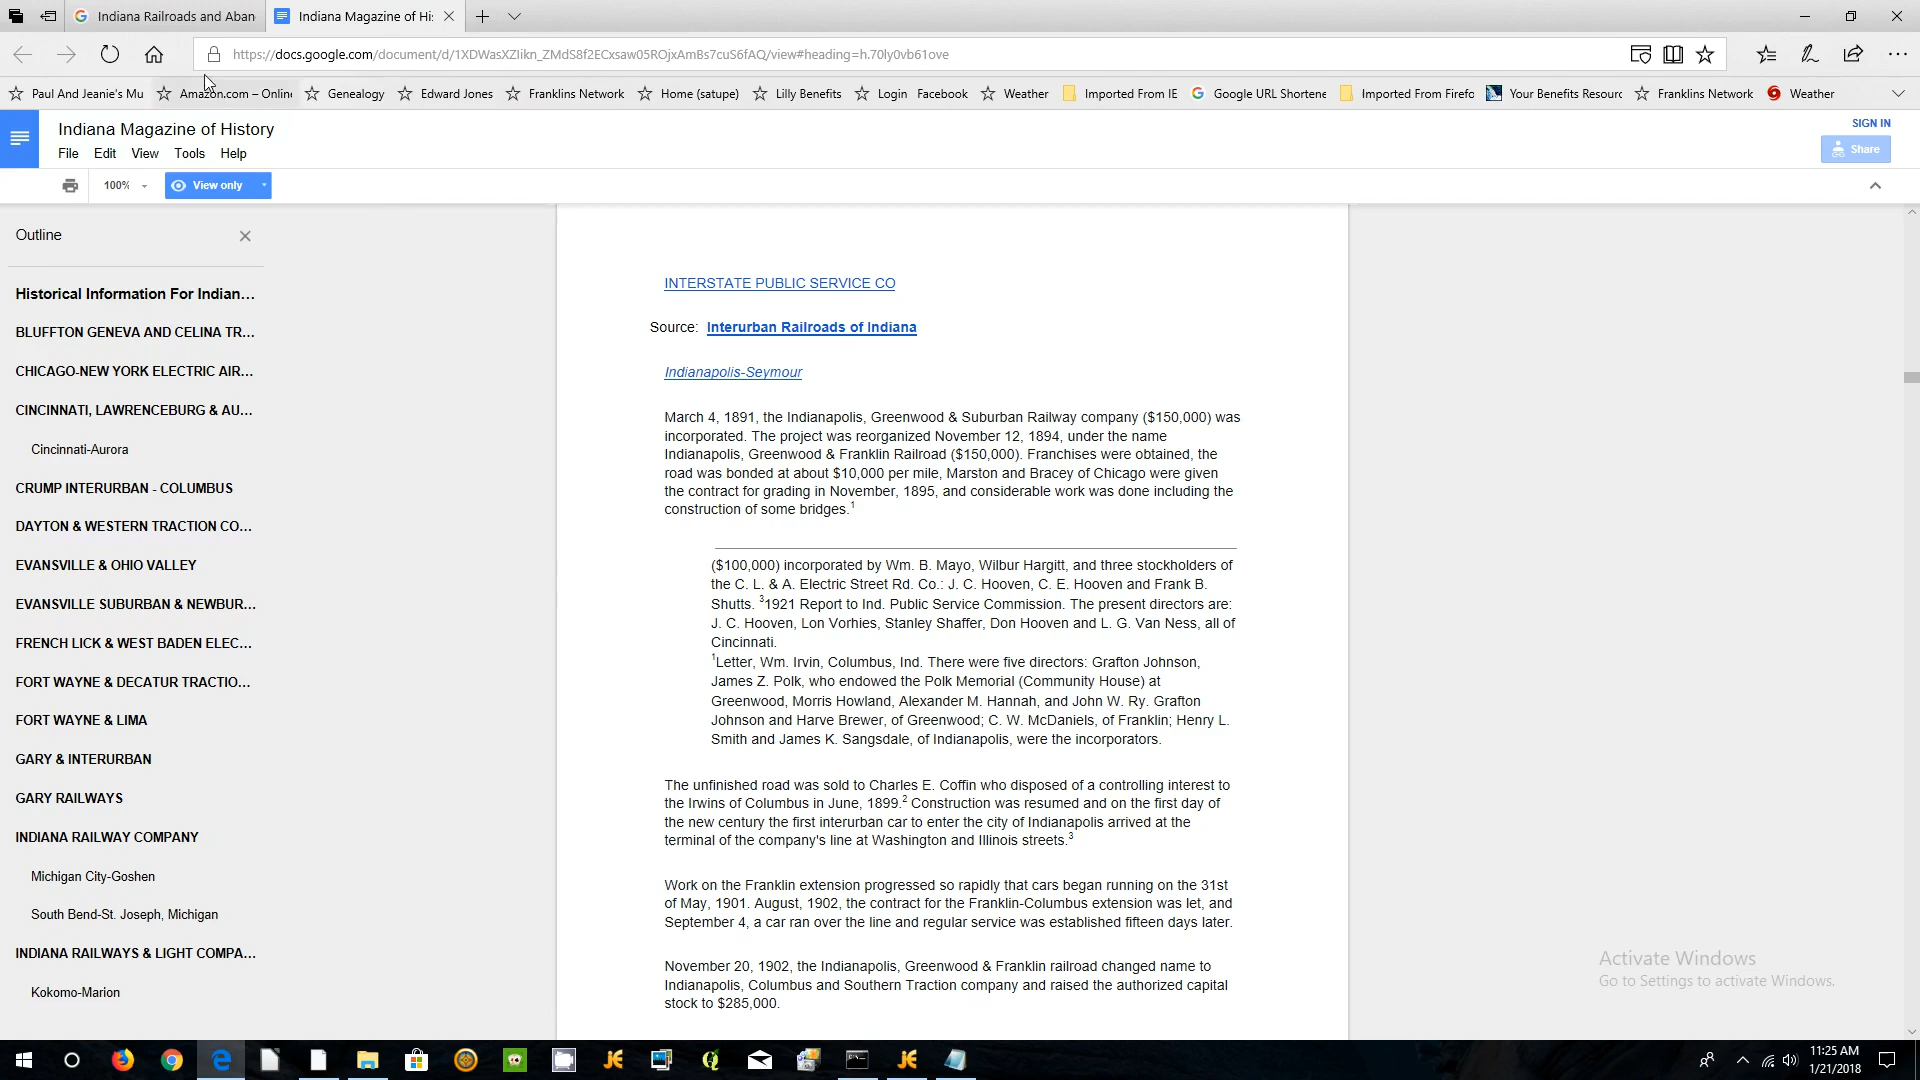 Indiana Railroads and Aban
Indiana Magazine of His
https://docs.google.com/document/d/1XDWasXZIikn_ZMdS8f2ECxsaw05ROjxAmBs7cuS6fAQ/view#heading=h.70ly0vb61ove
Paul And Jeanie's Mu
Amazon.com – Online
Genealogy
Edward Jones
Franklins Network
Home (satupe)
Lilly Benefits
Login
Facebook
Weather
Imported From IE
Google URL Shortene
Imported From Firefo
Your Benefits Resourc
Franklins Network
Weather
Indiana Magazine of History
SIGN IN
File Edit View Tools Help
Share
100%
View only
Outline
Historical Information For Indian...
BLUFFTON GENEVA AND CELINA TR...
CHICAGO-NEW YORK ELECTRIC AIR...
CINCINNATI, LAWRENCEBURG & AU...
Cincinnati-Aurora
CRUMP INTERURBAN - COLUMBUS
DAYTON & WESTERN TRACTION CO...
EVANSVILLE & OHIO VALLEY
EVANSVILLE SUBURBAN & NEWBUR...
FRENCH LICK & WEST BADEN ELEC...
FORT WAYNE & DECATUR TRACTIO...
FORT WAYNE & LIMA
GARY & INTERURBAN
GARY RAILWAYS
INDIANA RAILWAY COMPANY
Michigan City-Goshen
South Bend-St. Joseph, Michigan
INDIANA RAILWAYS & LIGHT COMPA...
Kokomo-Marion
INTERSTATE PUBLIC SERVICE CO
Source: Interurban Railroads of Indiana
Indianapolis-Seymour
March 4, 1891, the Indianapolis, Greenwood & Suburban Railway company ($150,000) was
incorporated. The project was reorganized November 12, 1894, under the name
Indianapolis, Greenwood & Franklin Railroad ($150,000). Franchises were obtained, the
road was bonded at about $10,000 per mile, Marston and Bracey of Chicago were given
the contract for grading in November, 1895, and considerable work was done including the
construction of some bridges.1
($100,000) incorporated by Wm. B. Mayo, Wilbur Hargitt, and three stockholders of
the C. L. & A. Electric Street Rd. Co.: J. C. Hooven, C. E. Hooven and Frank B.
Shutts. 31921 Report to Ind. Public Service Commission. The present directors are:
J. C. Hooven, Lon Vorhies, Stanley Shaffer, Don Hooven and L. G. Van Ness, all of
Cincinnati.
1Letter, Wm. Irvin, Columbus, Ind. There were five directors: Grafton Johnson,
James Z. Polk, who endowed the Polk Memorial (Community House) at
Greenwood, Morris Howland, Alexander M. Hannah, and John W. Ry. Grafton
Johnson and Harve Brewer, of Greenwood; C. W. McDaniels, of Franklin; Henry L.
Smith and James K. Sangsdale, of Indianapolis, were the incorporators.
The unfinished road was sold to Charles E. Coffin who disposed of a controlling interest to
the Irwins of Columbus in June, 1899.2 Construction was resumed and on the first day of
the new century the first interurban car to enter the city of Indianapolis arrived at the
terminal of the company's line at Washington and Illinois streets.3
Work on the Franklin extension progressed so rapidly that cars began running on the 31st
of May, 1901. August, 1902, the contract for the Franklin-Columbus extension was let, and
September 4, a car ran over the line and regular service was established fifteen days later.
November 20, 1902, the Indianapolis, Greenwood & Franklin railroad changed name to
Indianapolis, Columbus and Southern Traction company and raised the authorized capital
stock to $285,000.
Activate Windows
Go to Settings to activate Windows.
11:25 AM
1/21/2018